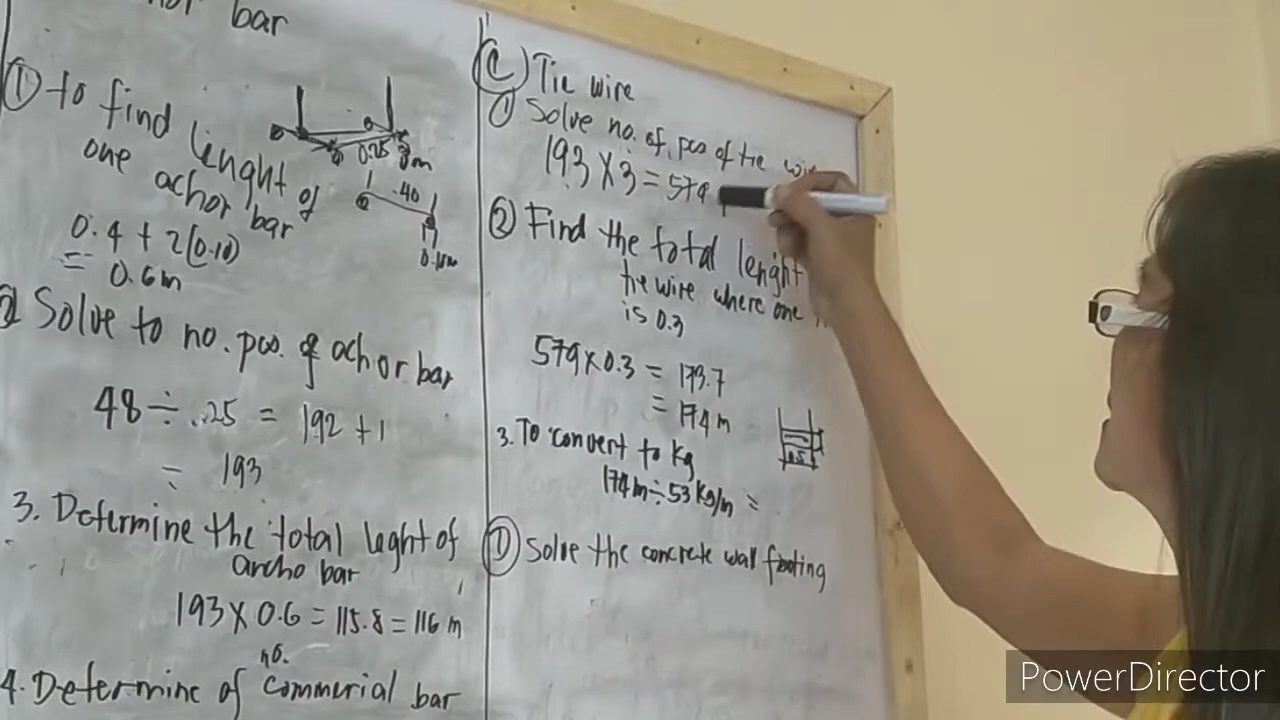 bar
① to find lenght of
one achor bar
0.25
.40
0.4 + 2(0.10)
= 0.6m
Solve to no. pcs. of achor bar
48 ÷ .25 = 192 + 1
= 193
3. Determine the total leght of
archo bar
193 x 0.6 = 115.8 = 116 m
no.
4. Determine of commerial bar
Ⓒ Tie wire
① Solve no. of. pcs of tie
193 x 3 = 579
② Find the total lenght
tie wire where one
is 0.3
579 x 0.3 = 173.7
= 174 m
3. To convert to kg
174m ÷ 53 kg/m =
Ⓓ Solve the concrete wall footing
PowerDirector